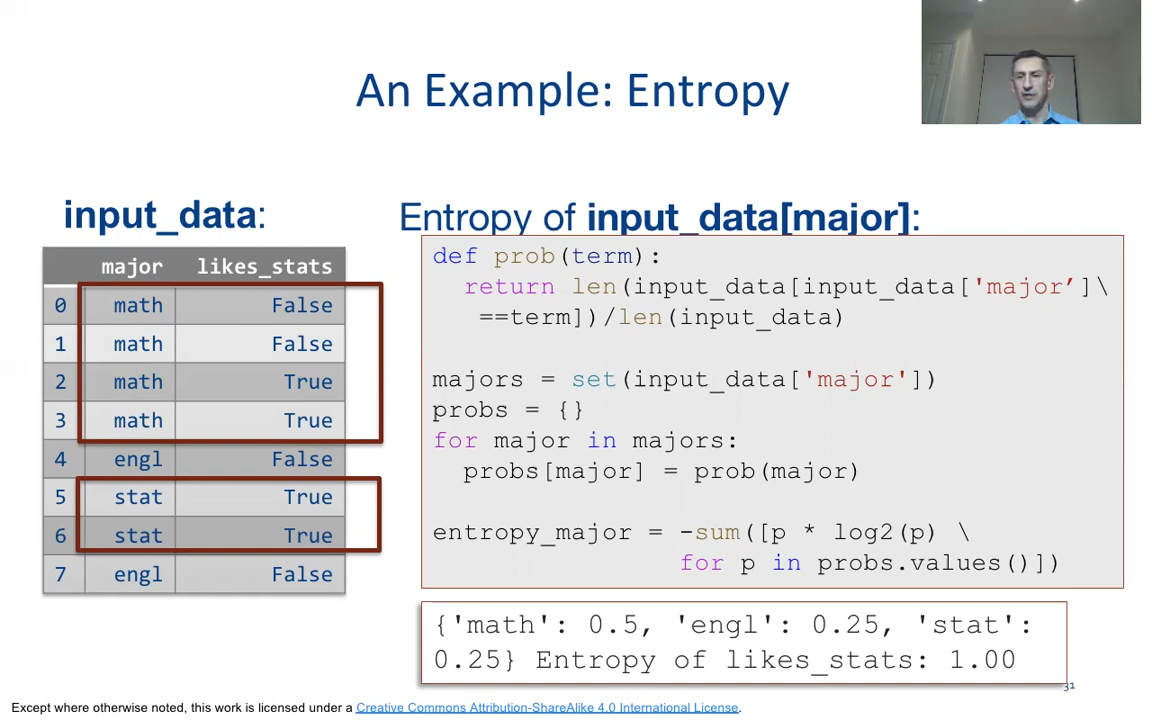 An Example: Entropy
input_data:
major likes_stats
0 math False
1 math False
2 math True
3 math True
4 engl False
5 stat True
6 stat True
7 engl False
Entropy of input_data[major]:
def prob(term):
return len(input_data[input_data['major’]\
==term])/len(input_data)
majors = set(input_data['major'])
probs = {}
for major in majors:
probs[major] = prob(major)
entropy_major = -sum([p * log2(p) \
for p in probs.values()])
{'math': 0.5, 'engl': 0.25, 'stat':
0.25} Entropy of likes_stats: 1.00
31
Except where otherwise noted, this work is licensed under a Creative Commons Attribution-ShareAlike 4.0 International License.